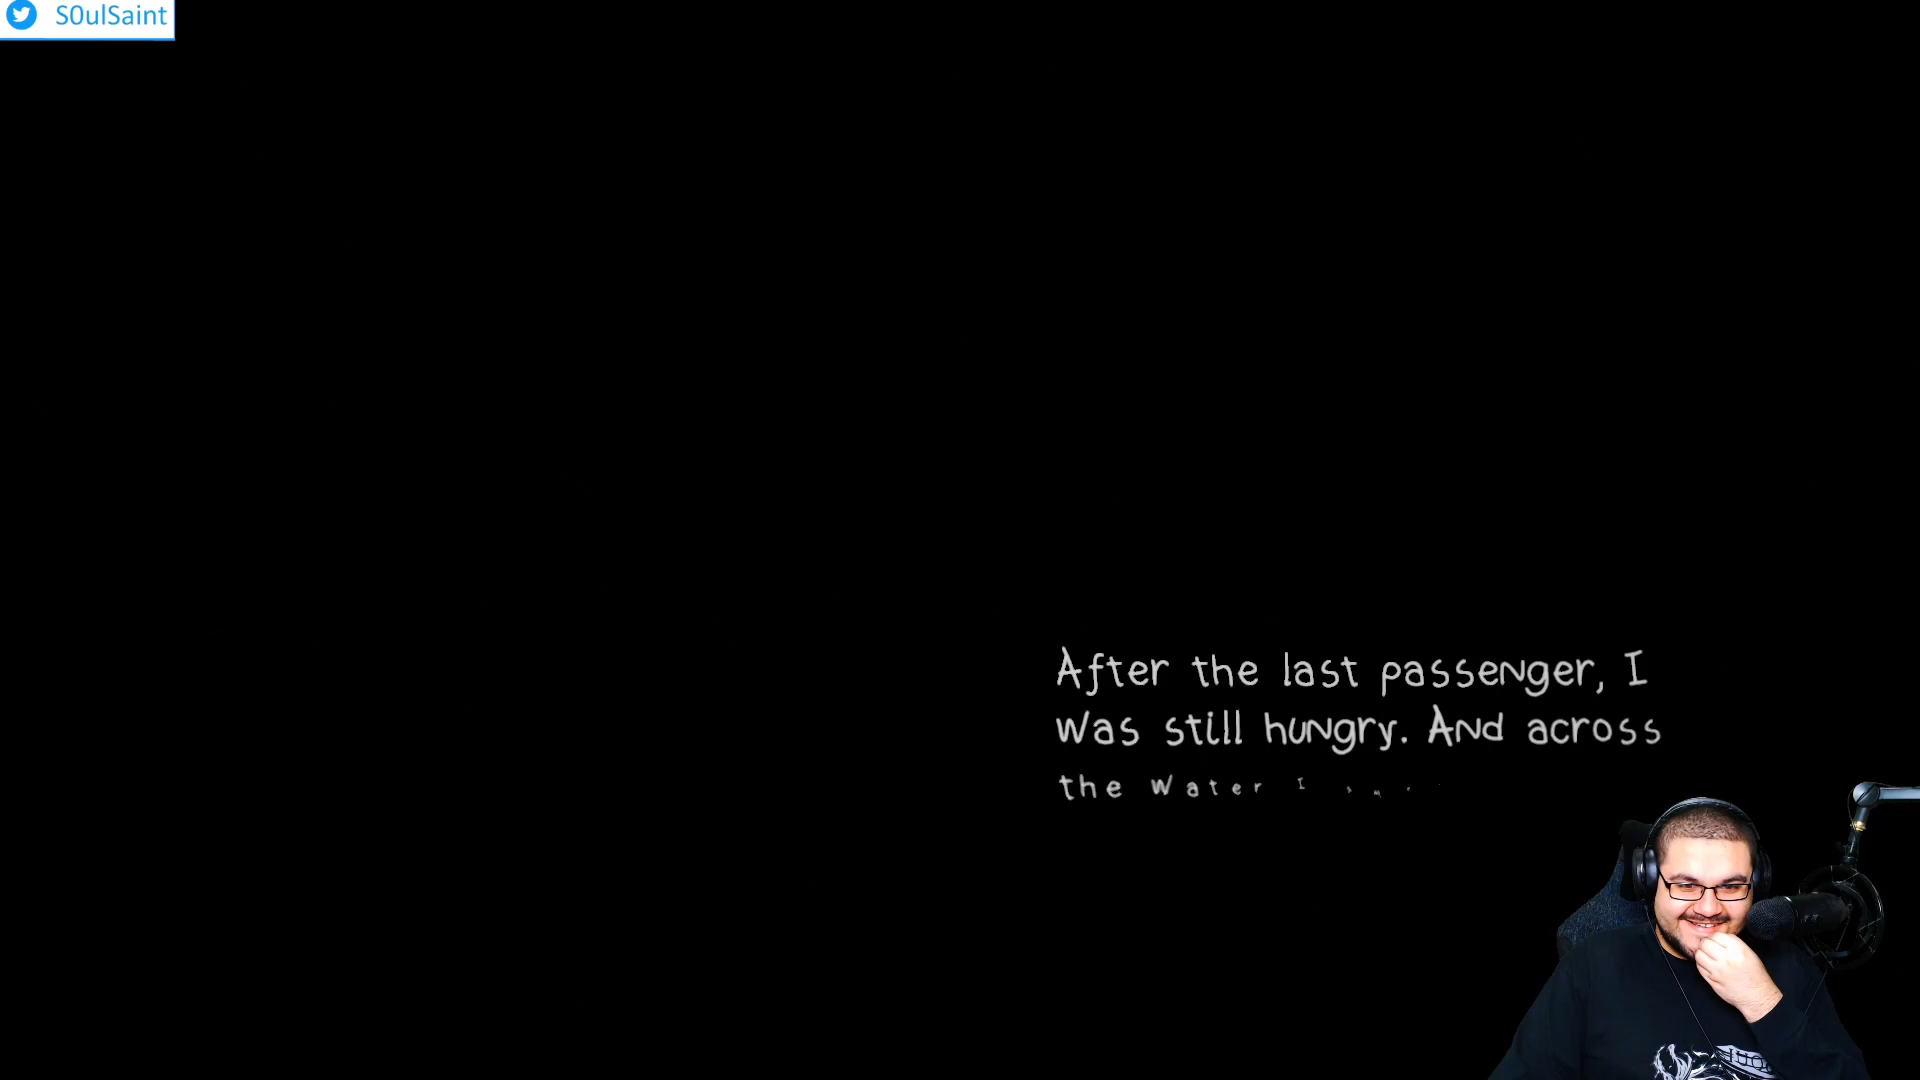 S0ulSaint
After the last passenger, I
was still hungry. And across
the water I